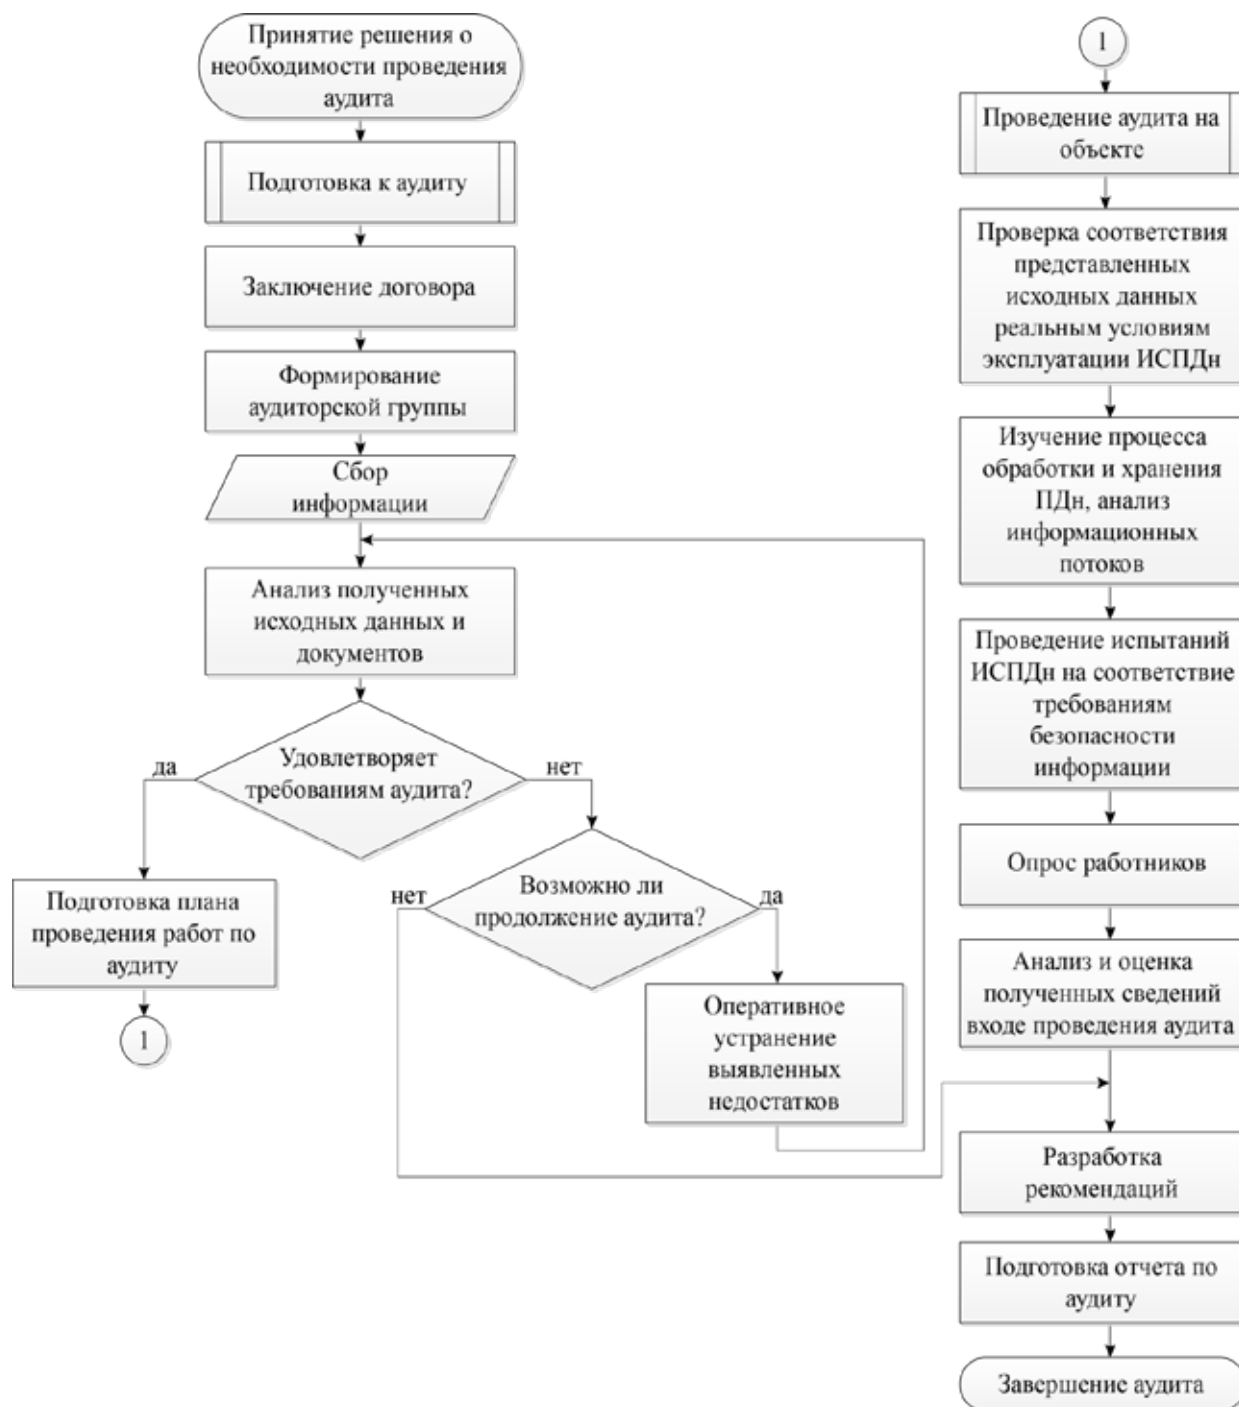 Принятие решения о
необходимости проведения
аудита
Подготовка к аудиту
Заключение договора
Формирование
аудиторской группы
Сбор
информации
Анализ полученных
исходных данных и
документов
Удовлетворяет
требованиям аудита?
да
нет
Возможно ли
продолжение аудита?
нет
да
Подготовка плана
проведения работ по
аудиту
1
Оперативное
устранение
выявленных
недостатков
1
Проведение аудита на
объекте
Проверка соответствия
представленных
исходных данных
реальным условиям
эксплуатации ИСПДн
Изучение процесса
обработки и хранения
ПДн, анализ
информационных
потоков
Проведение испытаний
ИСПДн на соответствие
требованиям
безопасности
информации
Опрос работников
Анализ и оценка
полученных сведений
входе проведения аудита
Разработка
рекомендаций
Подготовка отчета по
аудиту
Завершение аудита